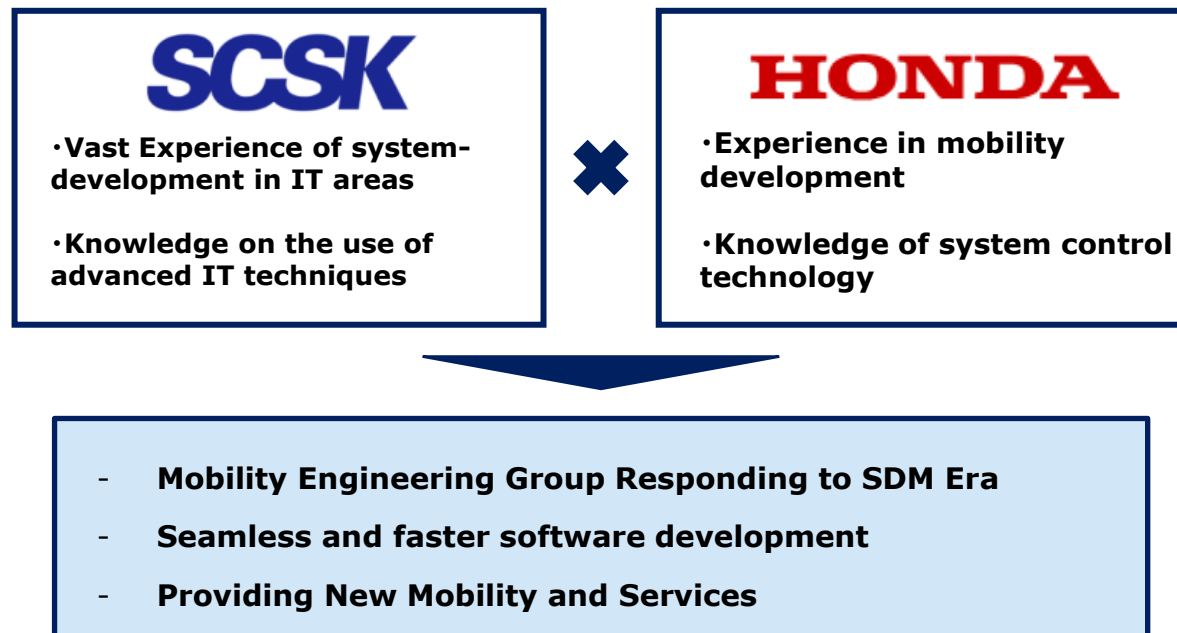 SCSK
·Vast Experience of system-
development in IT areas
·Knowledge on the use of
advanced IT techniques
HONDA
·Experience in mobility
development
·Knowledge of system control
technology
- Mobility Engineering Group Responding to SDM Era
- Seamless and faster software development
- Providing New Mobility and Services